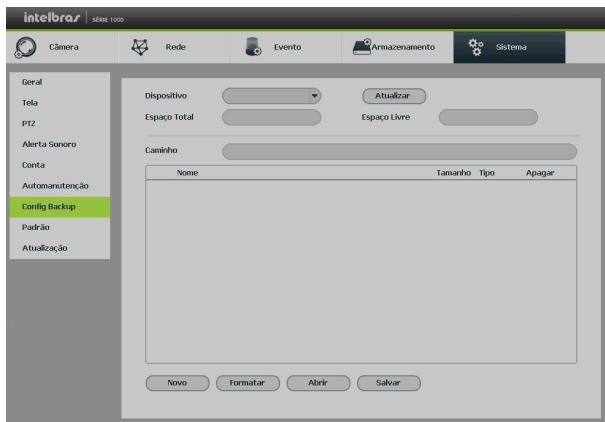 intelbras | SÉRIE 1000
Câmera Rede Evento Armazenamento Sistema
Geral
Tela
PTZ
Alerta Sonoro
Conta
Automanutenção
Config Backup
Padrão
Atualização
Dispositivo Atualizar
Espaço Total Espaço Livre
Caminho
Nome Tamanho Tipo Apagar
Novo Formatar Abrir Salvar